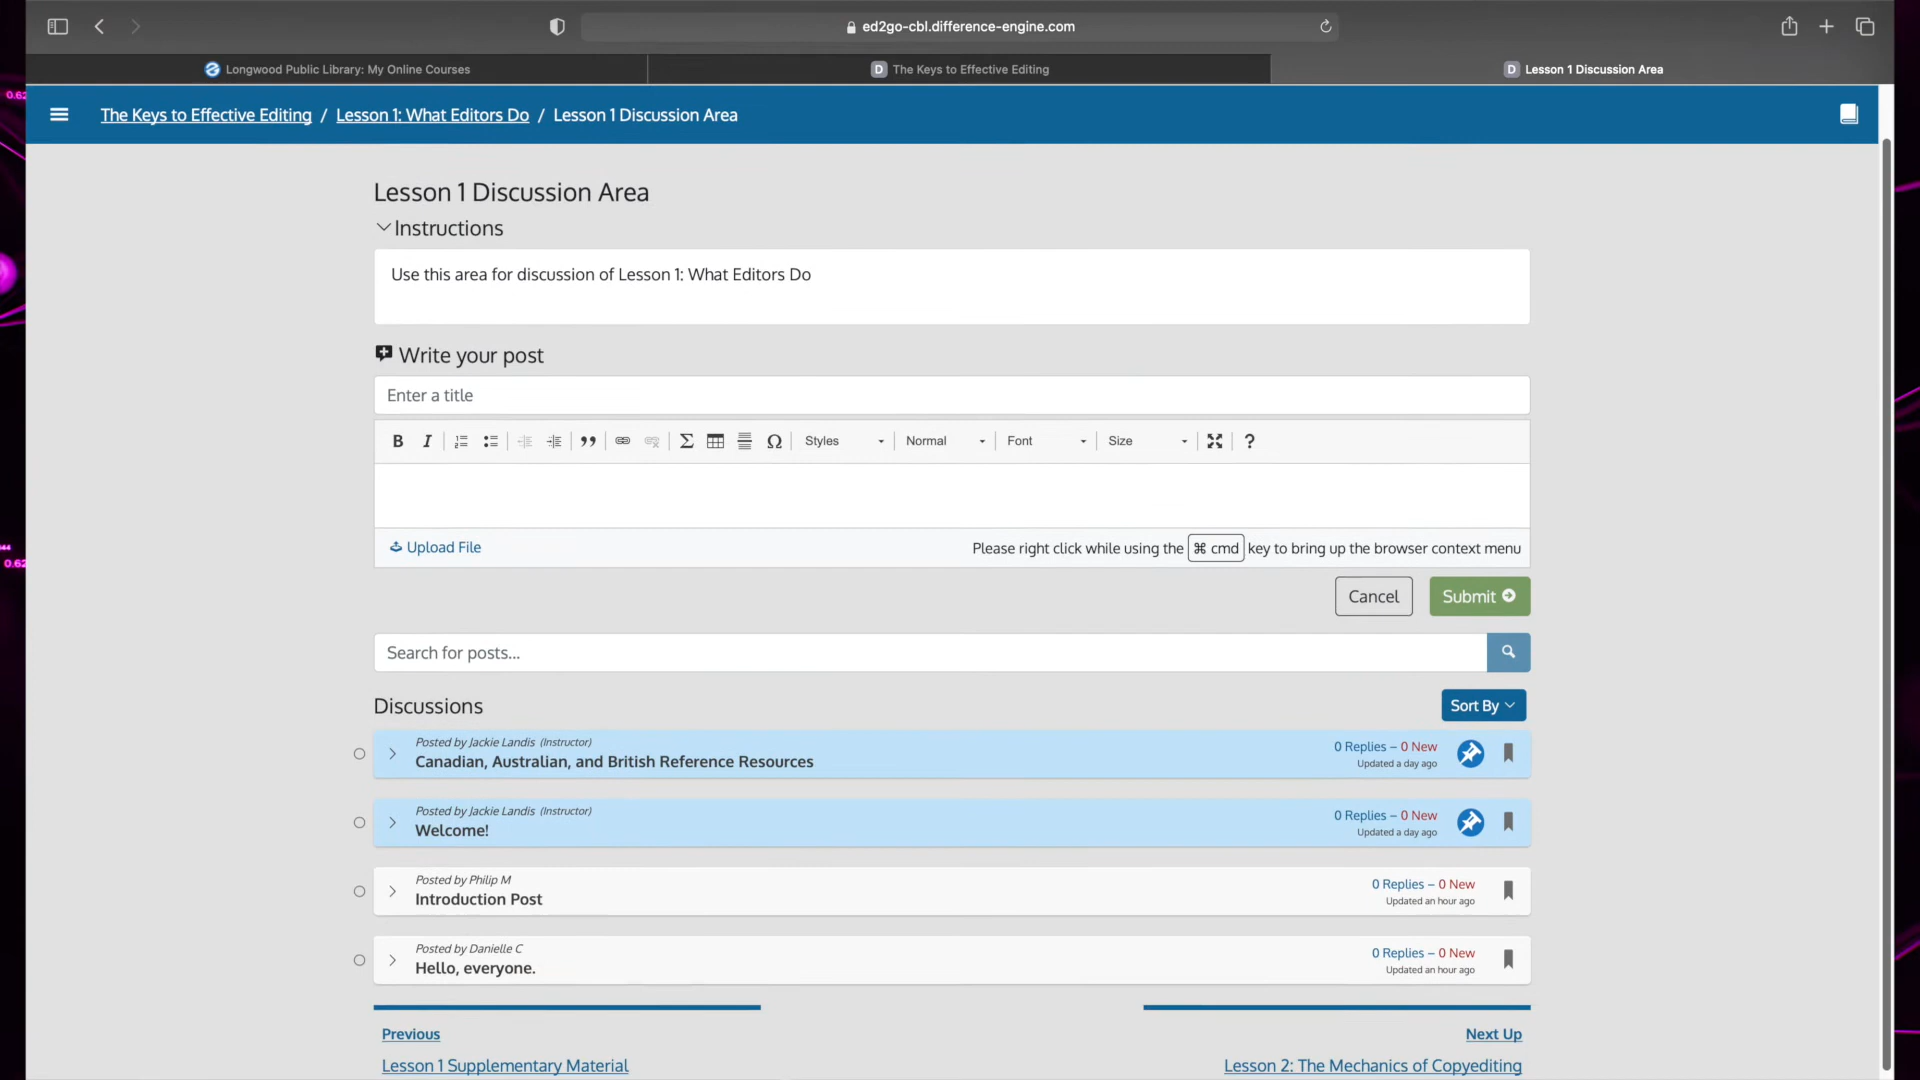 ed2go-cbl.difference-engine.com
Longwood Public Library: My Online Courses
D The Keys to Effective Editing
D Lesson 1 Discussion Area
The Keys to Effective Editing / Lesson 1: What Editors Do / Lesson 1 Discussion Area
Lesson 1 Discussion Area
Instructions
Use this area for discussion of Lesson 1: What Editors Do
Write your post
Enter a title
B I Σ Ω Styles Normal Font Size ?
Upload File
Please right click while using the ⌘ cmd key to bring up the browser context menu
Cancel
Submit
Search for posts...
Discussions
Sort By
Posted by Jackie Landis (Instructor)
Canadian, Australian, and British Reference Resources
0 Replies – 0 New
Updated a day ago
Posted by Jackie Landis (Instructor)
Welcome!
0 Replies – 0 New
Updated a day ago
Posted by Philip M
Introduction Post
0 Replies – 0 New
Updated an hour ago
Posted by Danielle C
Hello, everyone.
0 Replies – 0 New
Updated an hour ago
Previous
Lesson 1 Supplementary Material
Next Up
Lesson 2: The Mechanics of Copyediting